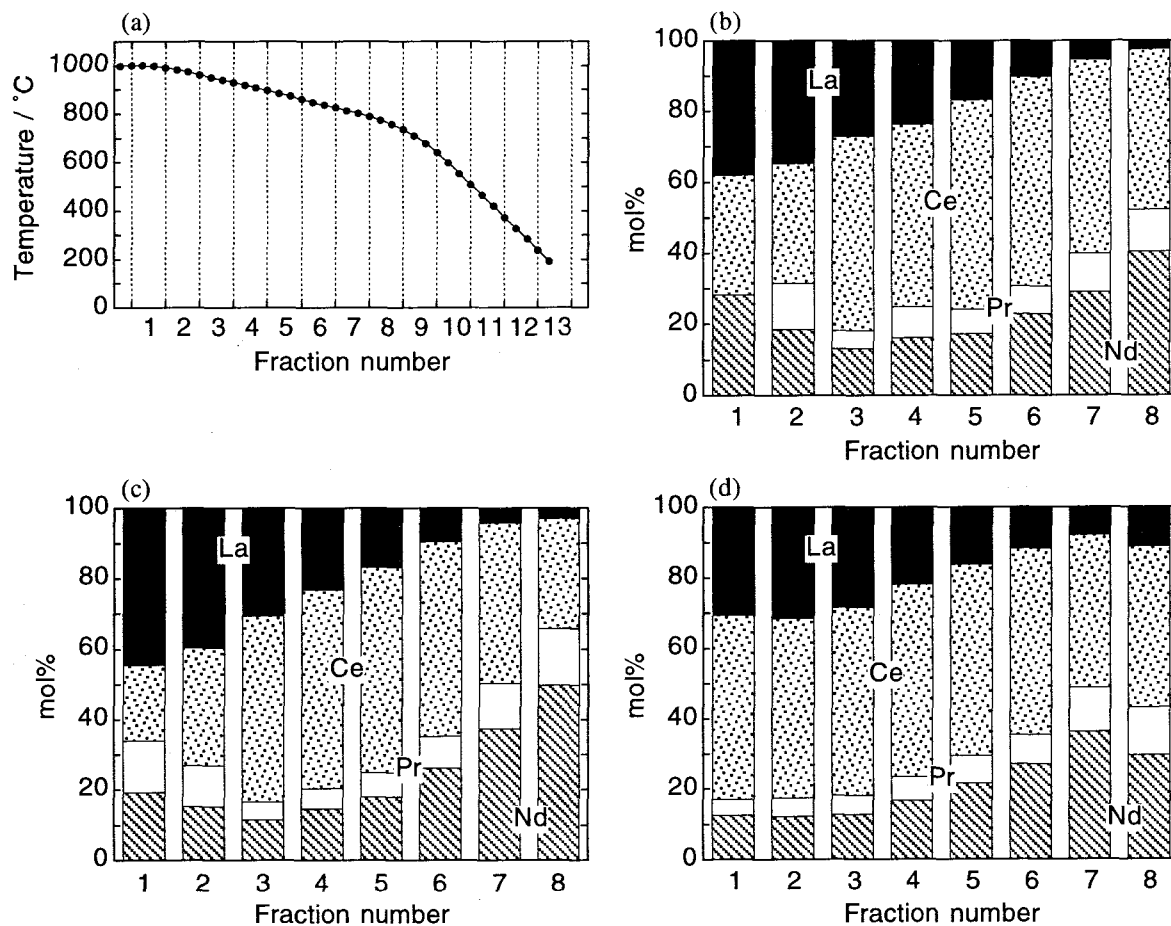 (a)
Temperature / °C
1000
800
600
400
200
0
1 2 3 4 5 6 7 8 9 10 11 12 13
Fraction number
(b)
mol%
100
80
60
40
20
0
La
Ce
Pr
Nd
1 2 3 4 5 6 7 8
Fraction number
(c)
mol%
100
80
60
40
20
0
La
Ce
Pr
Nd
1 2 3 4 5 6 7 8
Fraction number
(d)
mol%
100
80
60
40
20
0
La
Ce
Pr
Nd
1 2 3 4 5 6 7 8
Fraction number